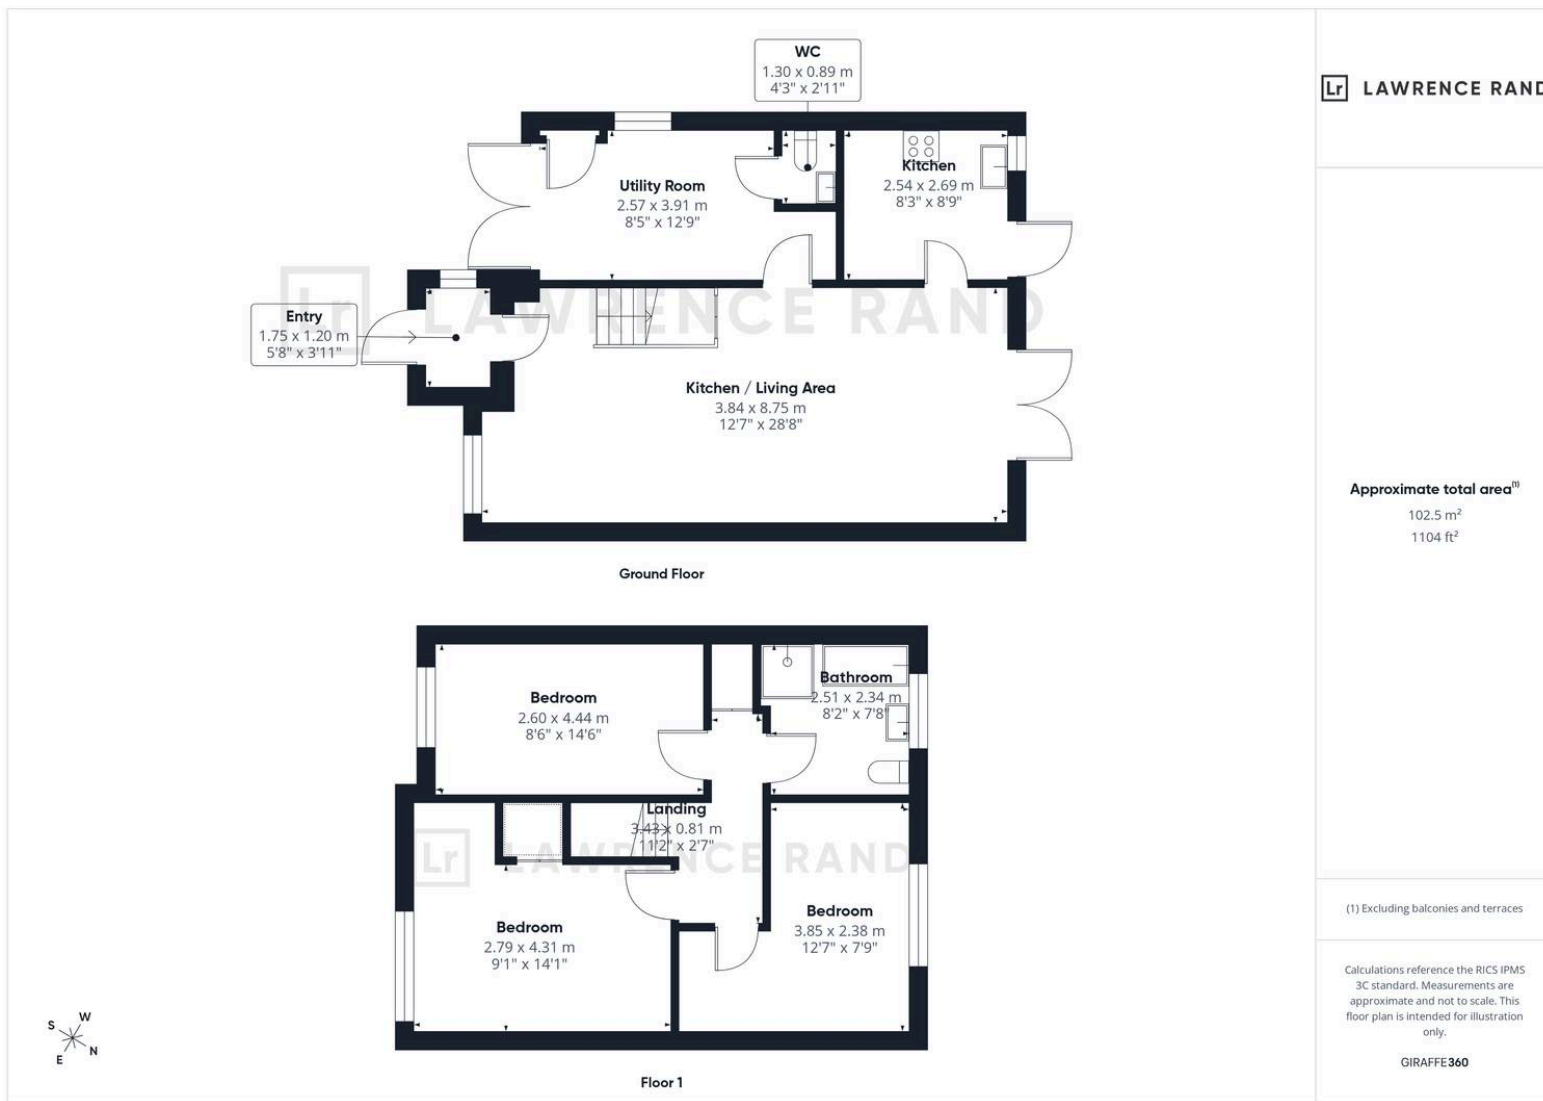 WC
1.30 x 0.89 m
4'3" x 2'11"
Lr LAWRENCE RAND
Kitchen
2.54 x 2.69 m
8'3" x 8'9"
Utility Room
2.57 x 3.91 m
8'5" x 12'9"
Entry
1.75 x 1.20 m
5'8" x 3'11"
Lr LAWRENCE RAND
Kitchen / Living Area
3.84 x 8.75 m
12'7" x 28'8"
Ground Floor
Approximate total area(1)
102.5 m²
1104 ft²
Bedroom
2.60 x 4.44 m
8'6" x 14'6"
Bathroom
2.51 x 2.34 m
8'2" x 7'8"
Landing
3.43 x 0.81 m
11'2" x 2'7"
Lr LAWRENCE RAND
Bedroom
2.79 x 4.31 m
9'1" x 14'1"
Bedroom
3.85 x 2.38 m
12'7" x 7'9"
Floor 1
S W
E N
(1) Excluding balconies and terraces
Calculations reference the RICS IPMS
3C standard. Measurements are
approximate and not to scale. This
floor plan is intended for illustration
only.
GIRAFFE360